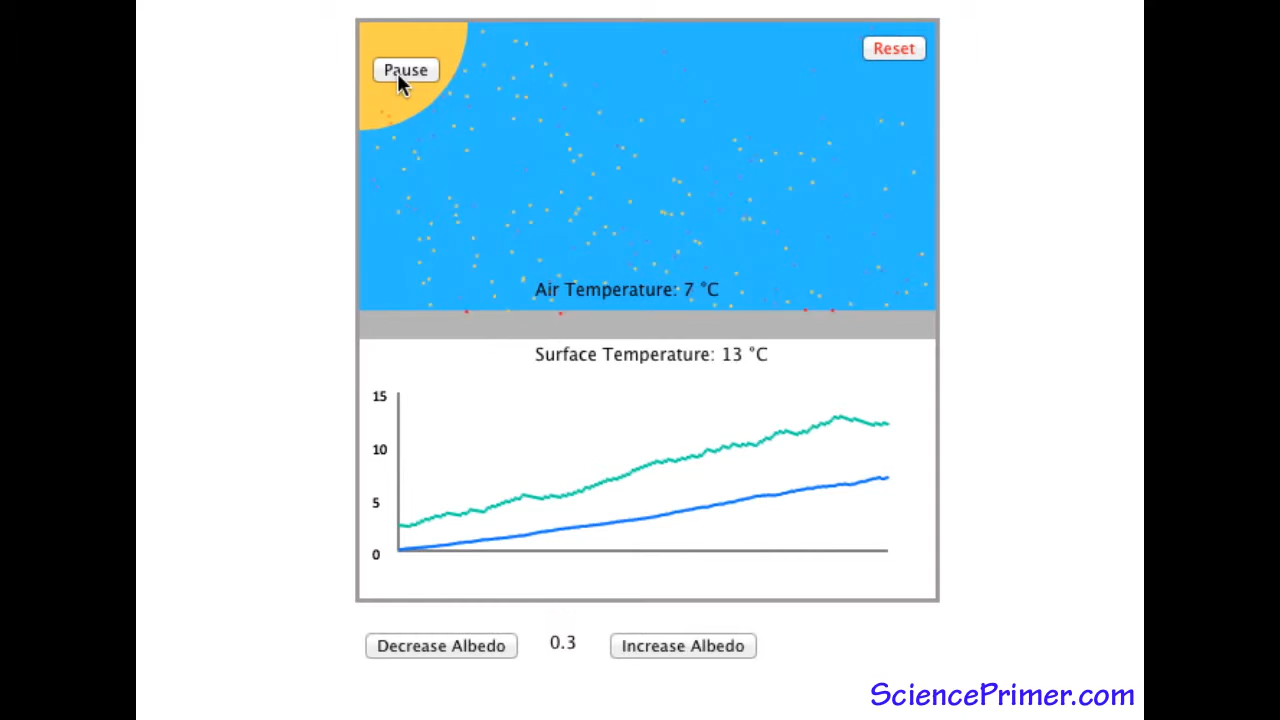 Pause
Reset
Air Temperature: 7 °C
Surface Temperature: 13 °C
15
10
5
0
Decrease Albedo 0.3 Increase Albedo
SciencePrimer.com